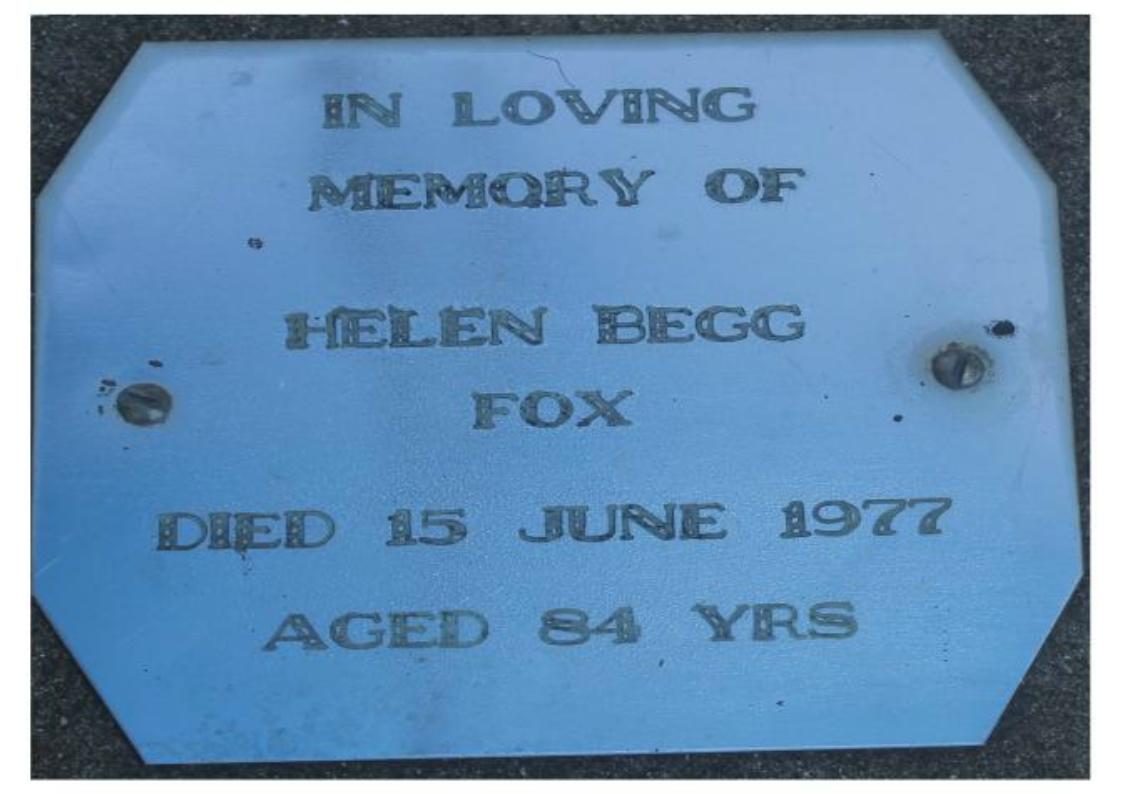 IN LOVING
MEMORY OF
HELEN BEGG
FOX
DIED 15 JUNE 1977
AGED 84 YRS